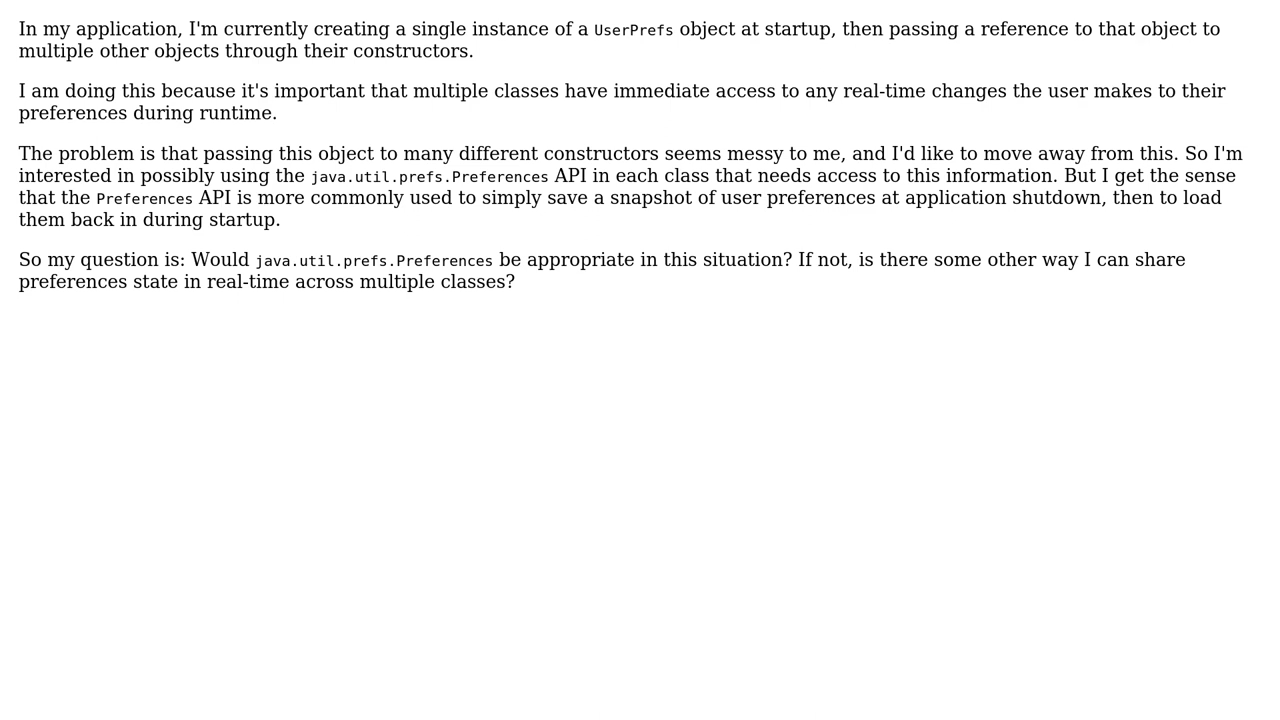 In my application, I'm currently creating a single instance of a UserPrefs object at startup, then passing a reference to that object to
multiple other objects through their constructors.
I am doing this because it's important that multiple classes have immediate access to any real-time changes the user makes to their
preferences during runtime.
The problem is that passing this object to many different constructors seems messy to me, and I'd like to move away from this. So I'm
interested in possibly using the java.util.prefs.Preferences API in each class that needs access to this information. But I get the sense
that the Preferences API is more commonly used to simply save a snapshot of user preferences at application shutdown, then to load
them back in during startup.
So my question is: Would java.util.prefs.Preferences be appropriate in this situation? If not, is there some other way I can share
preferences state in real-time across multiple classes?